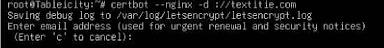 root@Tableicity:~# certbot --nginx -d ://textitie.com
Saving debug log to /var/log/letsencrypt/letsencrypt.log
Enter email address (used for urgent renewal and security notices)
(Enter 'c' to cancel):